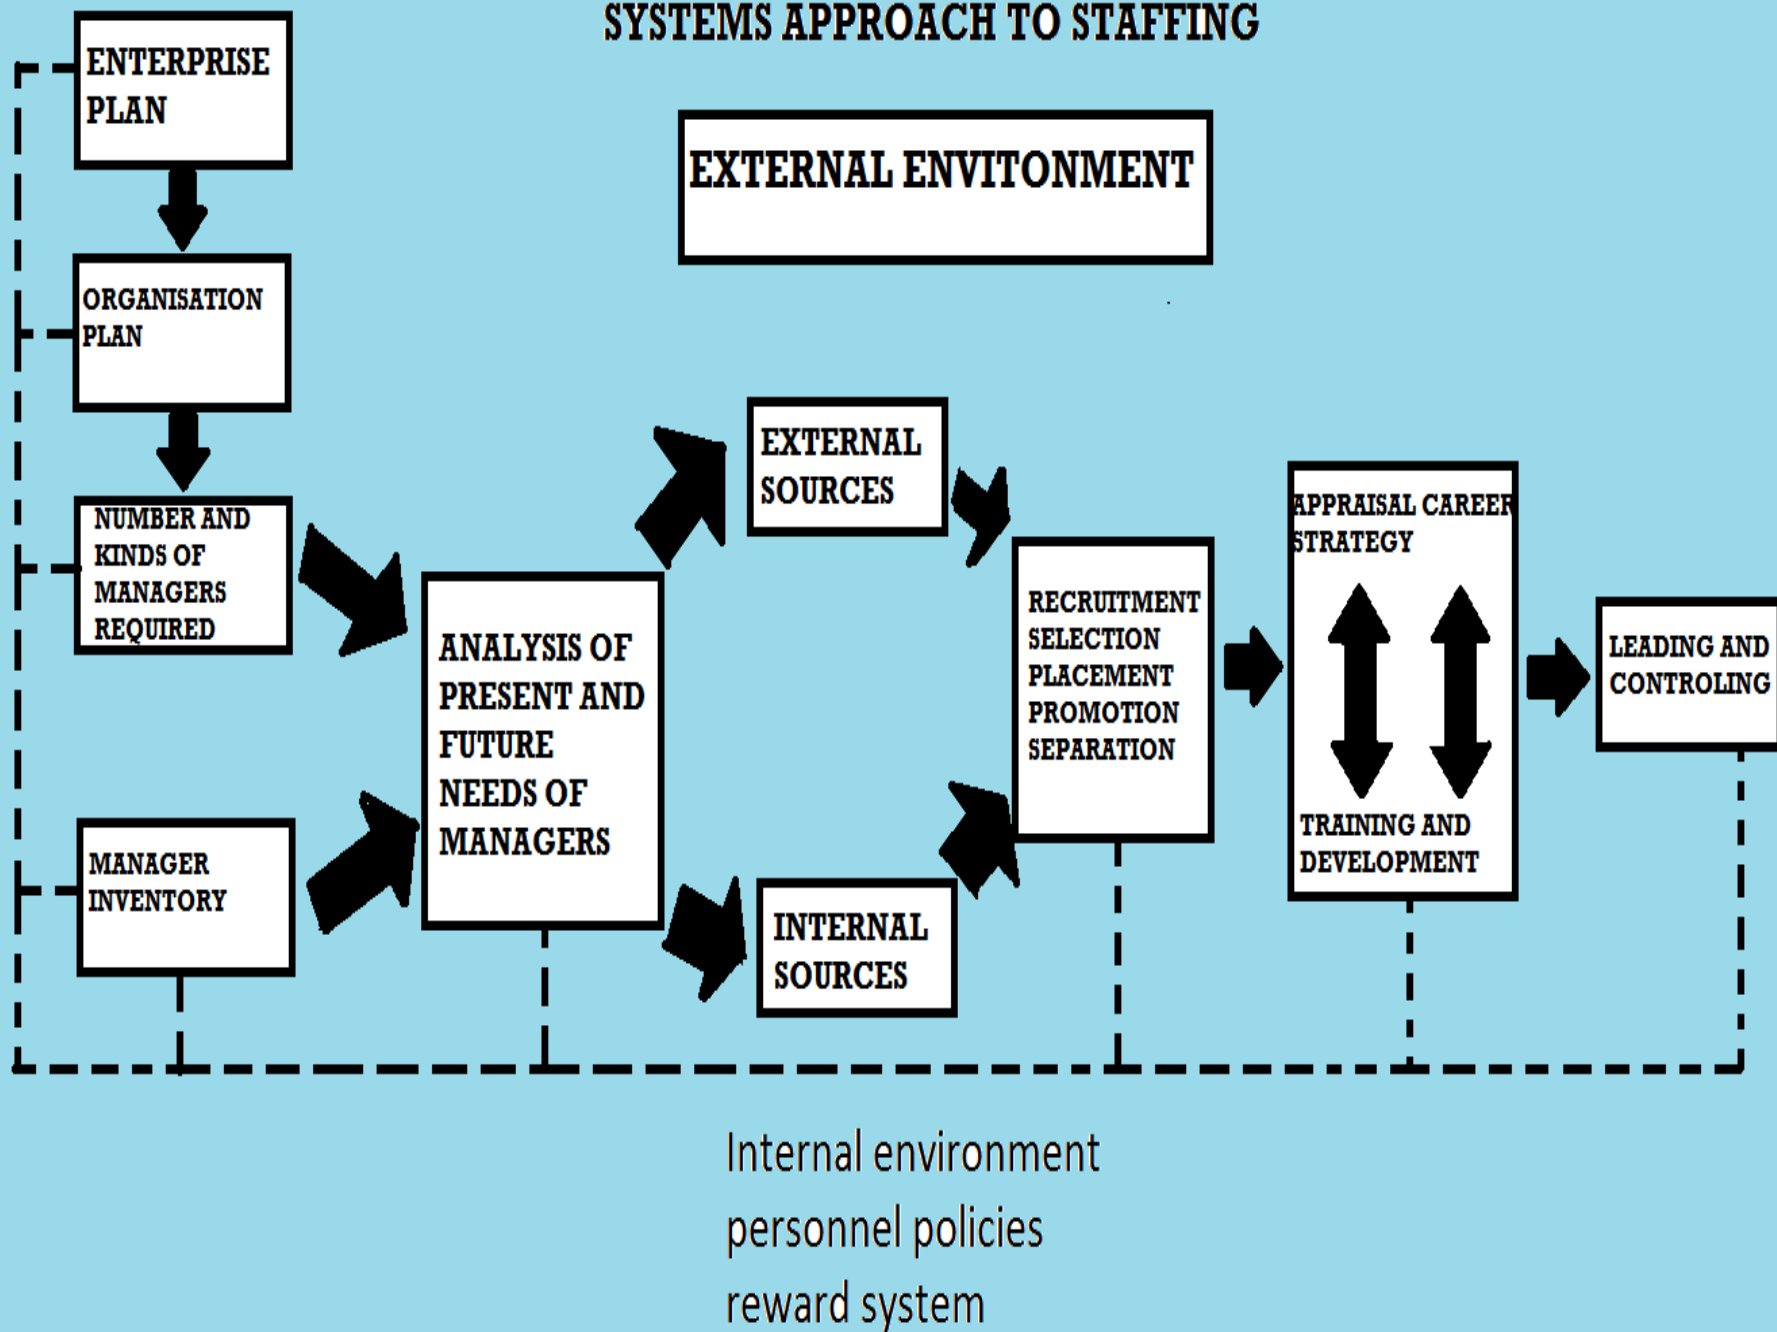 SYSTEMS APPROACH TO STAFFING
ENTERPRISE
PLAN
EXTERNAL ENVITONMENT
ORGANISATION
PLAN
NUMBER AND
KINDS OF
MANAGERS
REQUIRED
MANAGER
INVENTORY
ANALYSIS OF
PRESENT AND
FUTURE
NEEDS OF
MANAGERS
EXTERNAL
SOURCES
INTERNAL
SOURCES
RECRUITMENT
SELECTION
PLACEMENT
PROMOTION
SEPARATION
APPRAISAL CAREER
STRATEGY
TRAINING AND
DEVELOPMENT
LEADING AND
CONTROLING
Internal environment
personnel policies
reward system